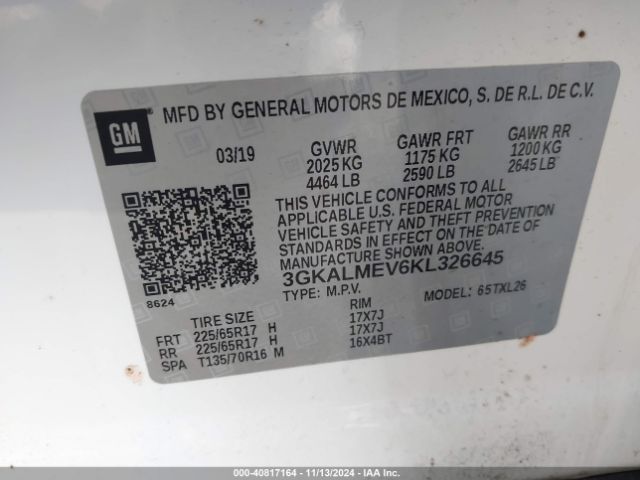 GM
MFD BY GENERAL MOTORS DE MEXICO, S. DE R.L. DE C.V.
03/19
GVWR
2025 KG
4464 LB
GAWR FRT
1175 KG
2590 LB
GAWR RR
1200 KG
2645 LB
THIS VEHICLE CONFORMS TO ALL
APPLICABLE U.S. FEDERAL MOTOR
VEHICLE SAFETY AND THEFT PREVENTION
STANDARDS IN EFFECT ON THE DATE OF
MANUFACTURE SHOWN ABOVE.
3GKALMEV6KL326645
8624
TYPE: M.P.V.
MODEL: 65TXL26
TIRE SIZE
RIM
FRT 225/65R17 H 17X7J
RR 225/65R17 H 17X7J
SPA T135/70R16 M 16X4BT
000-40817164 - 11/13/2024 - IAAI.COM